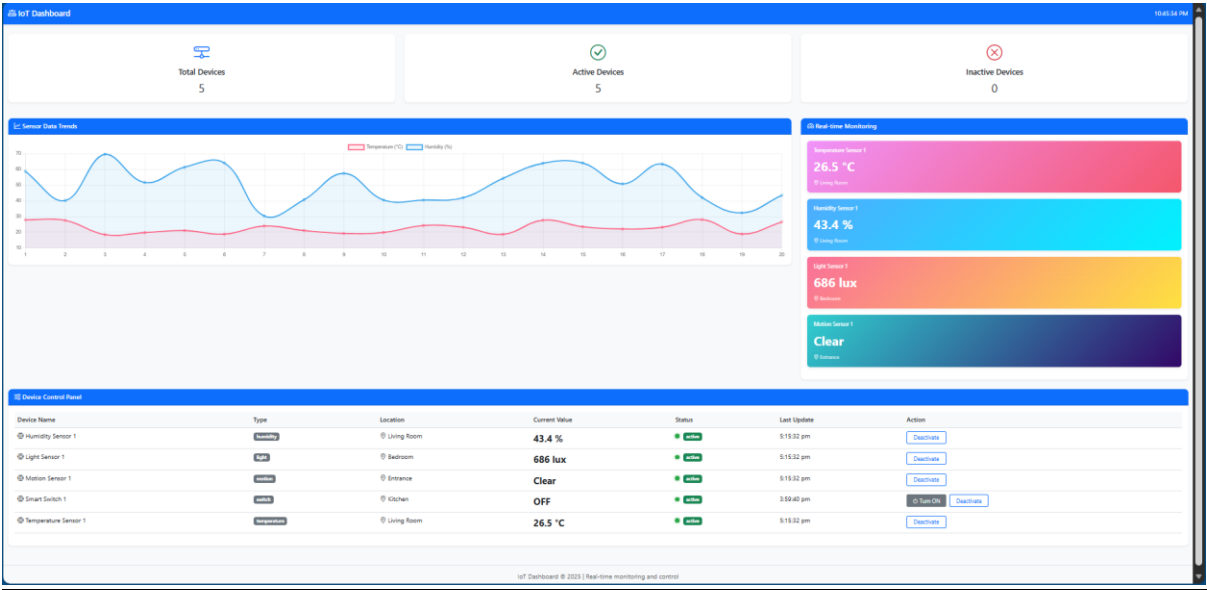 IoT Dashboard
10:45:34 PM
Total Devices
5
Active Devices
5
Inactive Devices
0
Sensor Data Trends
Temperature (°C) Humidity (%)
70
60
50
40
30
20
10
1 2 3 4 5 6 7 8 9 10 11 12 13 14 15 16 17 18 19 20
Real-time Monitoring
Temperature Sensor 1
26.5 °C
Living Room
Humidity Sensor 1
43.4 %
Living Room
Light Sensor 1
686 lux
Bedroom
Motion Sensor 1
Clear
Entrance
Device Control Panel
Device Name Type Location Current Value Status Last Update Action
Humidity Sensor 1 humidity Living Room 43.4 % active 5:15:32 pm Deactivate
Light Sensor 1 light Bedroom 686 lux active 5:15:32 pm Deactivate
Motion Sensor 1 motion Entrance Clear active 5:15:32 pm Deactivate
Smart Switch 1 switch Kitchen OFF active 3:59:40 pm Turn ON Deactivate
Temperature Sensor 1 temperature Living Room 26.5 °C active 5:15:32 pm Deactivate
IoT Dashboard © 2025 | Real-time monitoring and control